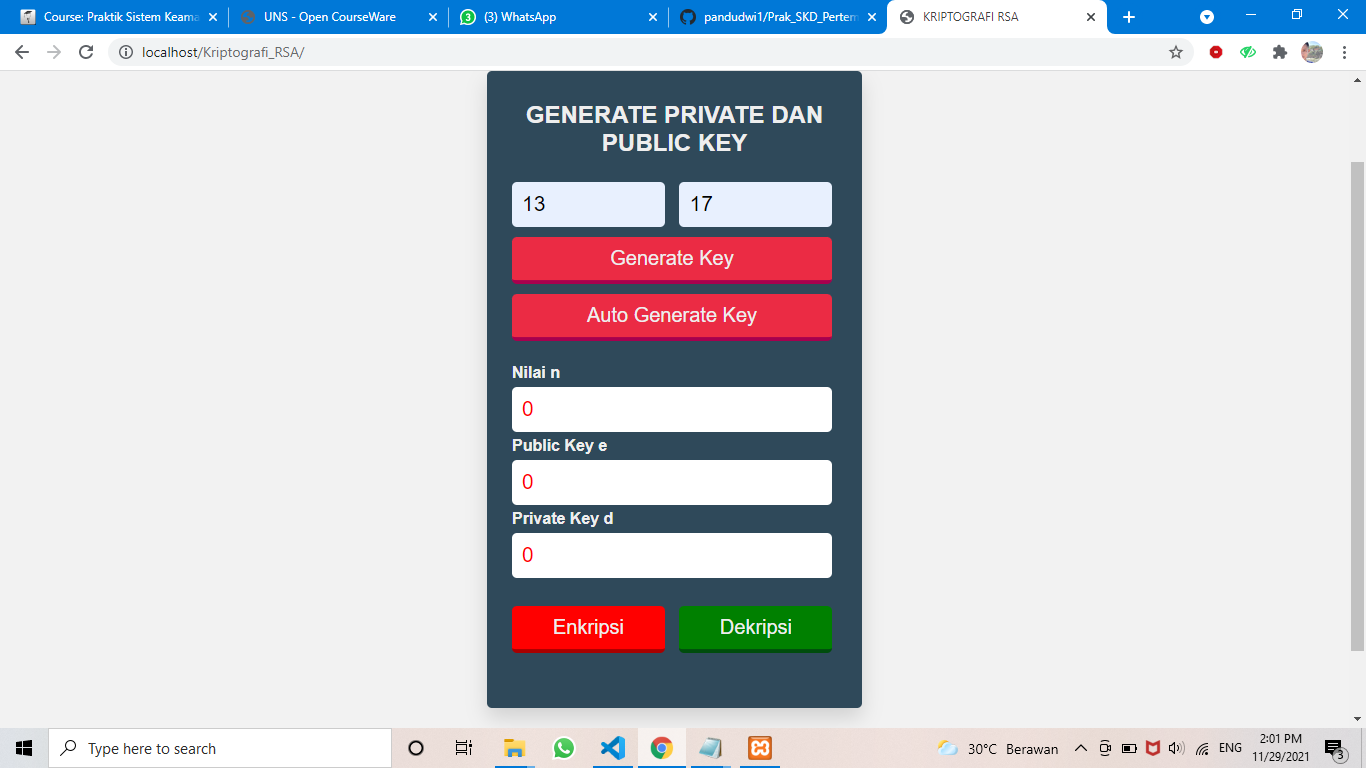 Course: Praktik Sistem Keama
UNS - Open CourseWare
(3) WhatsApp
pandudwi1/Prak_SKD_Pertem
KRIPTOGRAFI RSA
localhost/Kriptografi_RSA/
GENERATE PRIVATE DAN
PUBLIC KEY
13 17
Generate Key
Auto Generate Key
Nilai n
0
Public Key e
0
Private Key d
0
Enkripsi Dekripsi
Type here to search
30°C Berawan
ENG
2:01 PM
11/29/2021
3